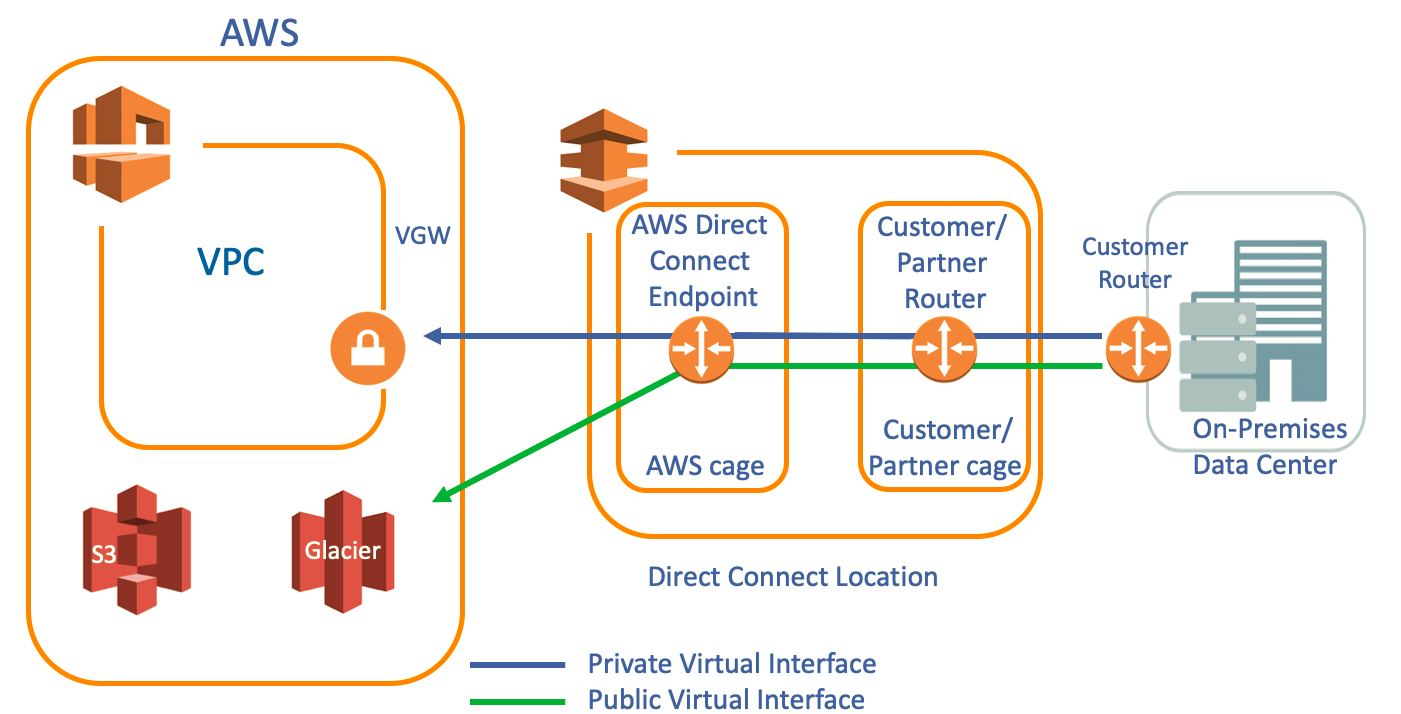 AWS
VPC
VGW
S3
Glacier
AWS Direct
Connect
Endpoint
AWS cage
Customer/
Partner
Router
Customer/
Partner cage
Direct Connect Location
Customer
Router
On-Premises
Data Center
Private Virtual Interface
Public Virtual Interface